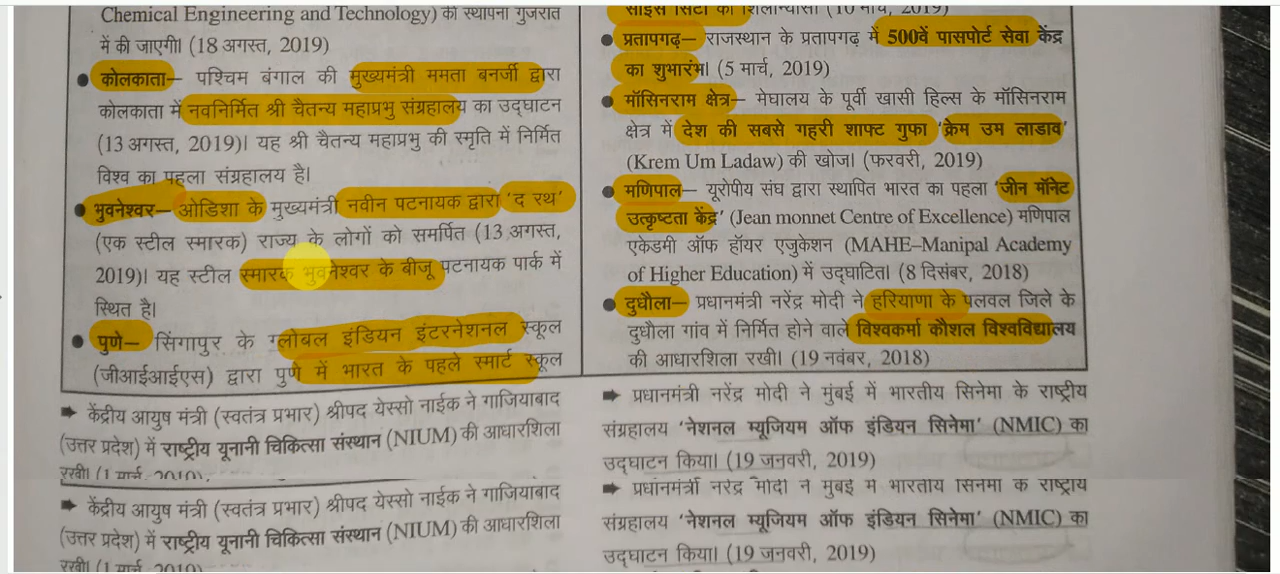 Chemical Engineering and Technology) की स्थापना गुजरात
में की जाएगी। (18 अगस्त, 2019)
● कोलकाता– पश्चिम बंगाल की मुख्यमंत्री ममता बनर्जी द्वारा
कोलकाता में नवनिर्मित श्री चैतन्य महाप्रभु संग्रहालय का उद्घाटन
(13 अगस्त, 2019)। यह श्री चैतन्य महाप्रभु की स्मृति में निर्मित
विश्व का पहला संग्रहालय है।
● भुवनेश्वर– ओडिशा के मुख्यमंत्री नवीन पटनायक द्वारा 'द रथ'
(एक स्टील स्मारक) राज्य के लोगों को समर्पित (13 अगस्त,
2019)। यह स्टील स्मारक भुवनेश्वर के बीजू पटनायक पार्क में
स्थित है।
● पुणे– सिंगापुर के ग्लोबल इंडियन इंटरनेशनल स्कूल
(जीआईआईएस) द्वारा पुणे में भारत के पहले स्मार्ट स्कूल
➡ केंद्रीय आयुष मंत्री (स्वतंत्र प्रभार) श्रीपद येस्सो नाईक ने गाजियाबाद
(उत्तर प्रदेश) में राष्ट्रीय यूनानी चिकित्सा संस्थान (NIUM) की आधारशिला
रखी। (1 मार्च, 2019)
➡ केंद्रीय आयुष मंत्री (स्वतंत्र प्रभार) श्रीपद येस्सो नाईक ने गाजियाबाद
(उत्तर प्रदेश) में राष्ट्रीय यूनानी चिकित्सा संस्थान (NIUM) की आधारशिला
रखी। (1 मार्च, 2019)
साइंस सिटी का शिलान्यास। (10 मार्च, 2019)
● प्रतापगढ़– राजस्थान के प्रतापगढ़ में 500वें पासपोर्ट सेवा केंद्र
का शुभारंभ। (5 मार्च, 2019)
● मॉसिनराम क्षेत्र– मेघालय के पूर्वी खासी हिल्स के मॉसिनराम
क्षेत्र में देश की सबसे गहरी शाफ्ट गुफा 'क्रेम उम लाडाव'
(Krem Um Ladaw) की खोज। (फरवरी, 2019)
● मणिपाल– यूरोपीय संघ द्वारा स्थापित भारत का पहला 'जीन मॉनेट
उत्कृष्टता केंद्र' (Jean monnet Centre of Excellence) मणिपाल
एकेडमी ऑफ हॉयर एजुकेशन (MAHE–Manipal Academy
of Higher Education) में उद्घाटित। (8 दिसंबर, 2018)
● दुधौला– प्रधानमंत्री नरेंद्र मोदी ने हरियाणा के पलवल जिले के
दुधौला गांव में निर्मित होने वाले विश्वकर्मा कौशल विश्वविद्यालय
की आधारशिला रखी। (19 नवंबर, 2018)
➡ प्रधानमंत्री नरेंद्र मोदी ने मुंबई में भारतीय सिनेमा के राष्ट्रीय
संग्रहालय 'नेशनल म्यूजियम ऑफ इंडियन सिनेमा' (NMIC) का
उद्घाटन किया। (19 जनवरी, 2019)
➡ प्रधानमंत्री नरेंद्र मोदी ने मुंबई में भारतीय सिनेमा के राष्ट्रीय
संग्रहालय 'नेशनल म्यूजियम ऑफ इंडियन सिनेमा' (NMIC) का
उद्घाटन किया। (19 जनवरी, 2019)